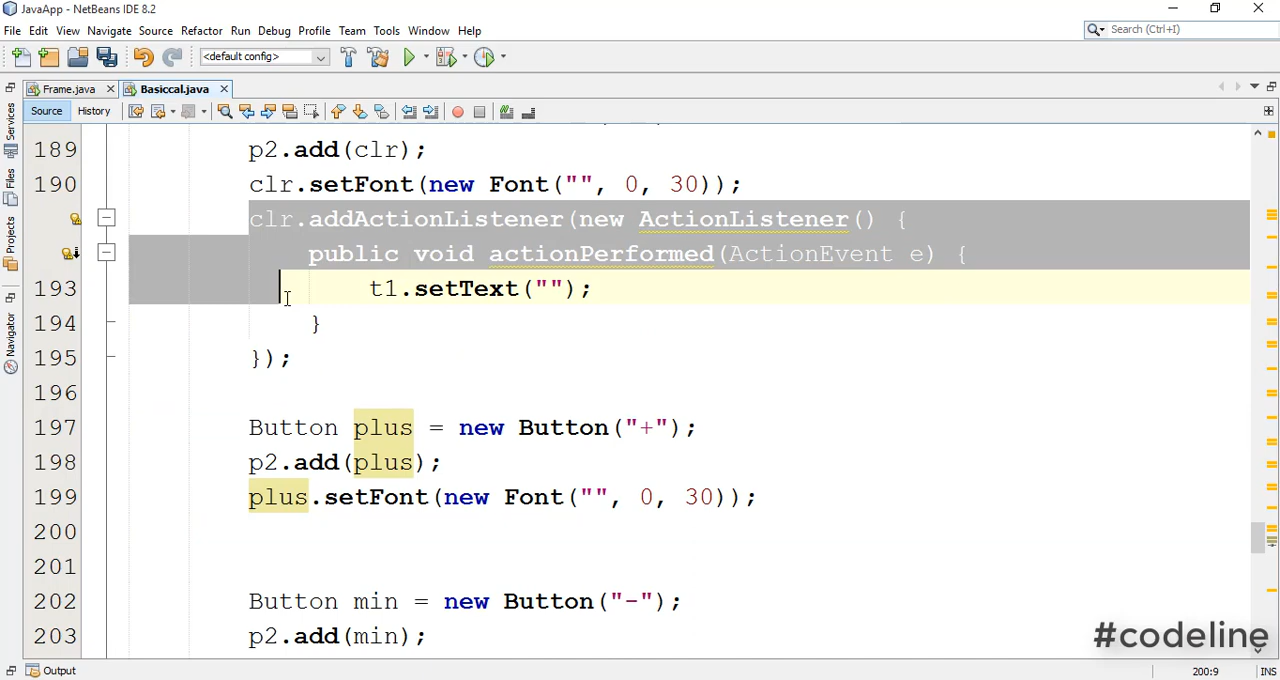 JavaApp - NetBeans IDE 8.2
File Edit View Navigate Source Refactor Run Debug Profile Team Tools Window Help
Search (Ctrl+I)
<default config>
Frame.java Basiccal.java
Source History
Services
Files
Projects
Navigator
189 p2.add(clr);
190 clr.setFont(new Font("", 0, 30));
clr.addActionListener(new ActionListener() {
public void actionPerformed(ActionEvent e) {
193 t1.setText("");
194 }
195 });
196
197 Button plus = new Button("+");
198 p2.add(plus);
199 plus.setFont(new Font("", 0, 30));
200
201
202 Button min = new Button("-");
203 p2.add(min);
#codeline
Output
200:9 INS